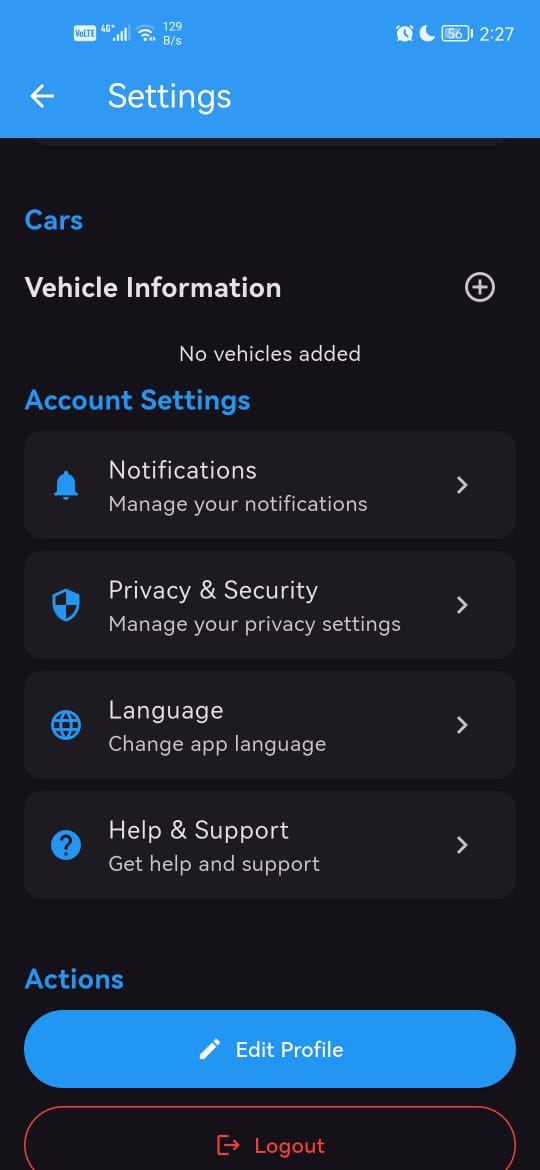 VoLTE 4G+ 129 B/s 56 2:27
Settings
Cars
Vehicle Information
No vehicles added
Account Settings
Notifications
Manage your notifications
Privacy & Security
Manage your privacy settings
Language
Change app language
Help & Support
Get help and support
Actions
Edit Profile
Logout